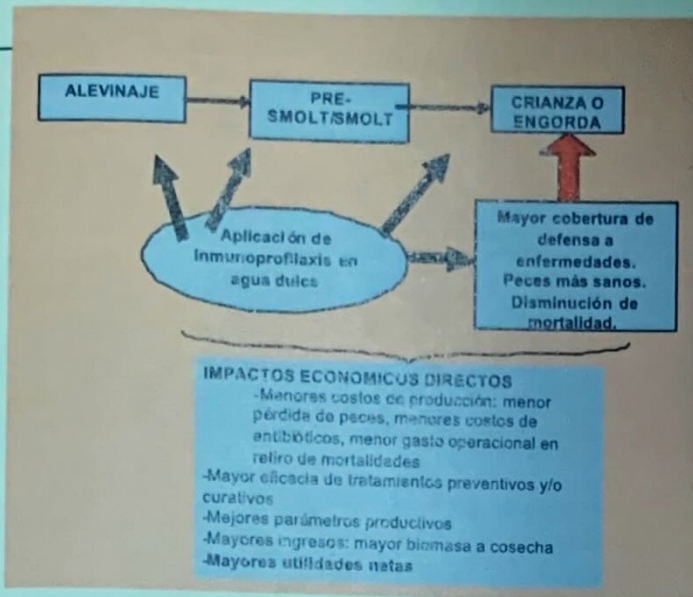 ALEVINAJE
PRE-
SMOLT/SMOLT
CRIANZA O
ENGORDA
Aplicación de
Inmunoprofilaxis en
agua dulce
Mayor cobertura de
defensa a
enfermedades.
Peces más sanos.
Disminución de
mortalidad.
IMPACTOS ECONOMICOS DIRECTOS
-Menores costos de producción: menor
pérdida de peces, menores costos de
antibióticos, menor gasto operacional en
retiro de mortalidades
-Mayor eficacia de tratamientos preventivos y/o
curativos
-Mejores parámetros productivos
-Mayores ingresos: mayor biomasa a cosecha
-Mayores utilidades netas